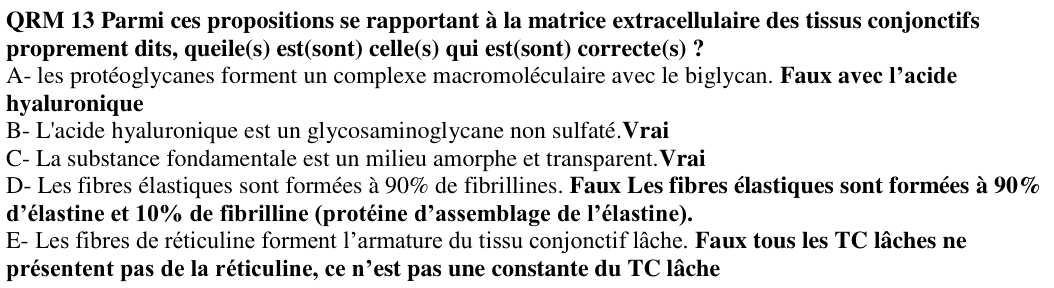 QRM 13 Parmi ces propositions se rapportant à la matrice extracellulaire des tissus conjonctifs
proprement dits, queile(s) est(sont) celle(s) qui est(sont) correcte(s) ?
A- les protéoglycanes forment un complexe macromoléculaire avec le biglycan. Faux avec l’acide
hyaluronique
B- L'acide hyaluronique est un glycosaminoglycane non sulfaté.Vrai
C- La substance fondamentale est un milieu amorphe et transparent.Vrai
D- Les fibres élastiques sont formées à 90% de fibrillines. Faux Les fibres élastiques sont formées à 90%
d’élastine et 10% de fibrilline (protéine d’assemblage de l’élastine).
E- Les fibres de réticuline forment l’armature du tissu conjonctif lâche. Faux tous les TC lâches ne
présentent pas de la réticuline, ce n’est pas une constante du TC lâche